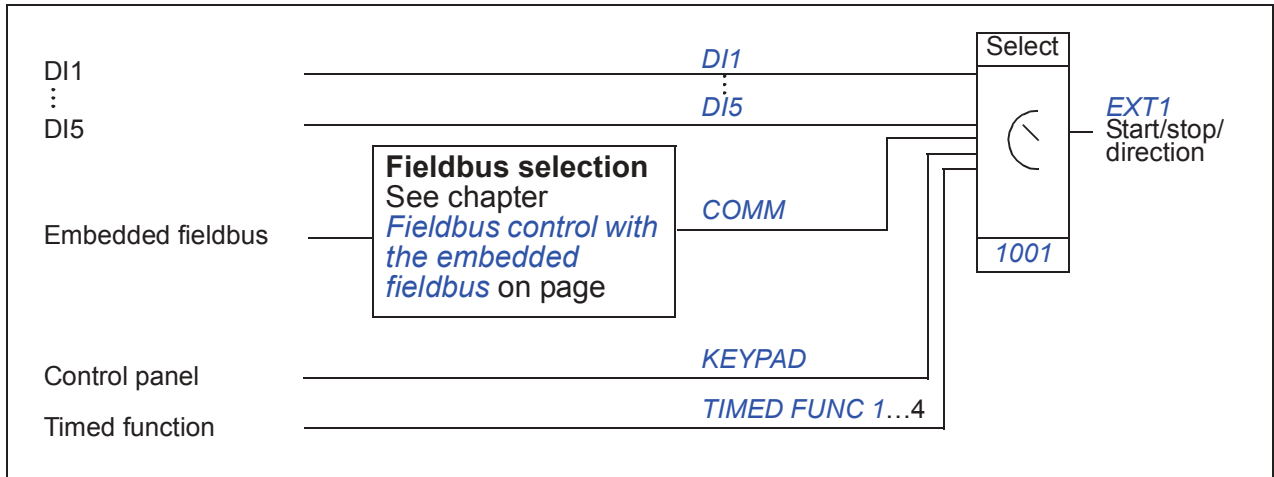 DI1
DI5
Embedded fieldbus
Control panel
Timed function
Fieldbus selection
See chapter
Fieldbus control with
the embedded
fieldbus on page
DI1
DI5
COMM
KEYPAD
TIMED FUNC 1…4
Select
1001
EXT1
Start/stop/
direction